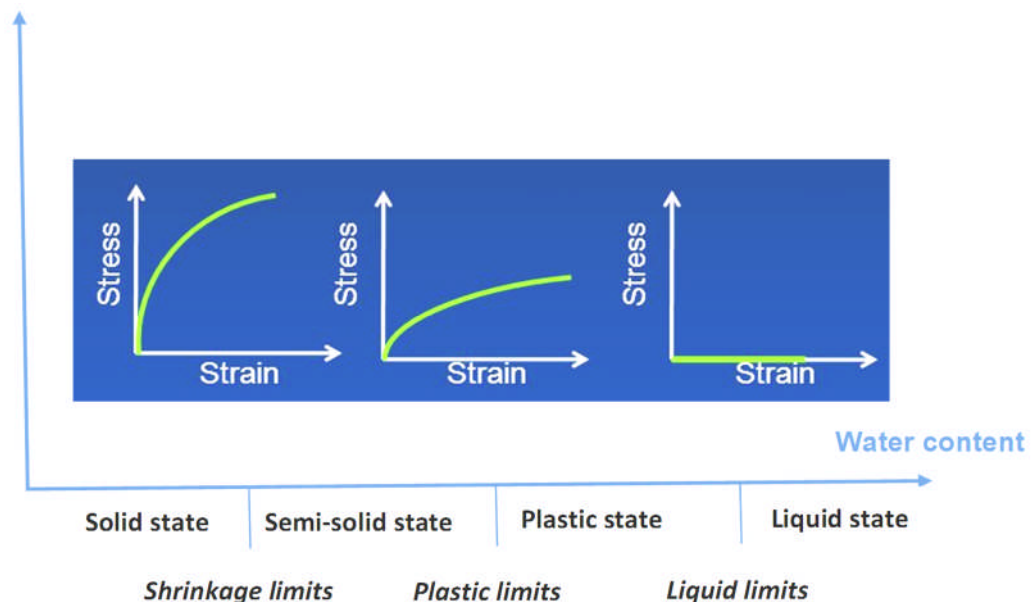 Stress
Strain
Stress
Strain
Stress
Strain
Water content
Solid state
Semi-solid state
Plastic state
Liquid state
Shrinkage limits
Plastic limits
Liquid limits